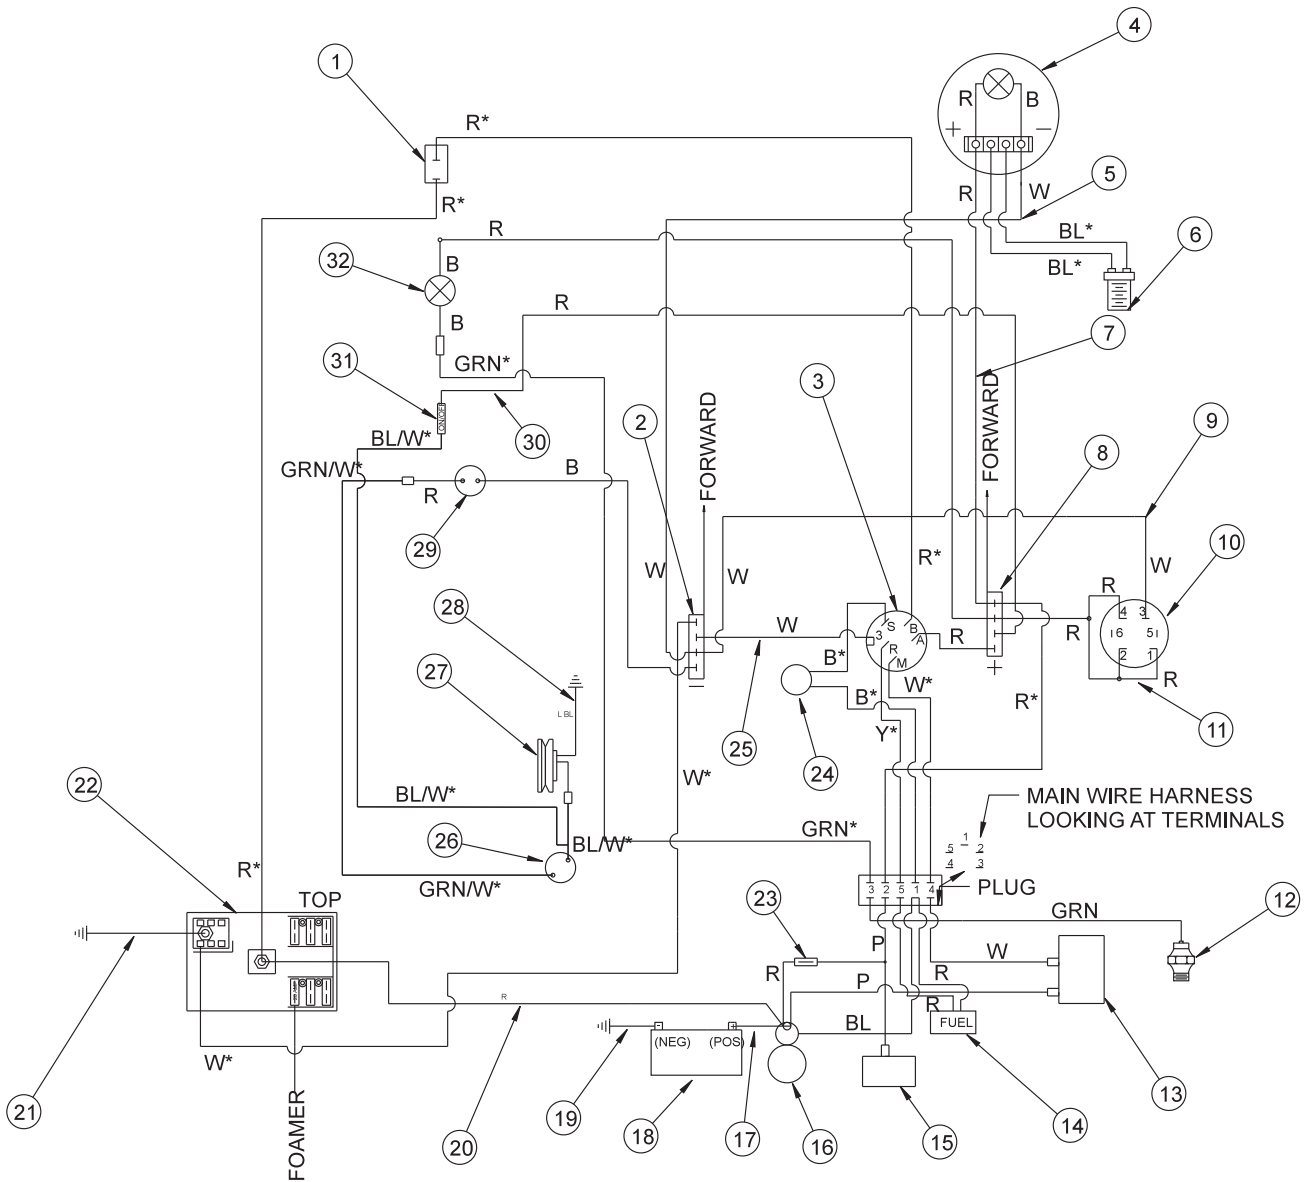 4
1
R*
R
B
+
−
R
W
5
R*
BL*
6
R
32
B
BL*
R
B
7
31
GRN*
3
FORWARD
ON/OFF
30
2
FORWARD
9
BL/W*
8
GRN/W*
R
B
29
R*
10
W
W
W
28
R
4
3
6
5
2
1
S
B
3
A
R
M
W
R
R
R
27
B*
W*
+
−
L BL
B*
R*
11
25
24
Y*
W*
22
BL/W*
MAIN WIRE HARNESS
LOOKING AT TERMINALS
GRN*
1
5
2
4
3
26
BL/W*
R*
GRN/W*
3
2
5
1
4
PLUG
TOP
23
GRN
12
P
W
R
R
P
20 AMP
R
R
BL
FUEL
-
+
(NEG)
(POS)
W*
21
FOAMER
20
19
18
17
16
15
14
13